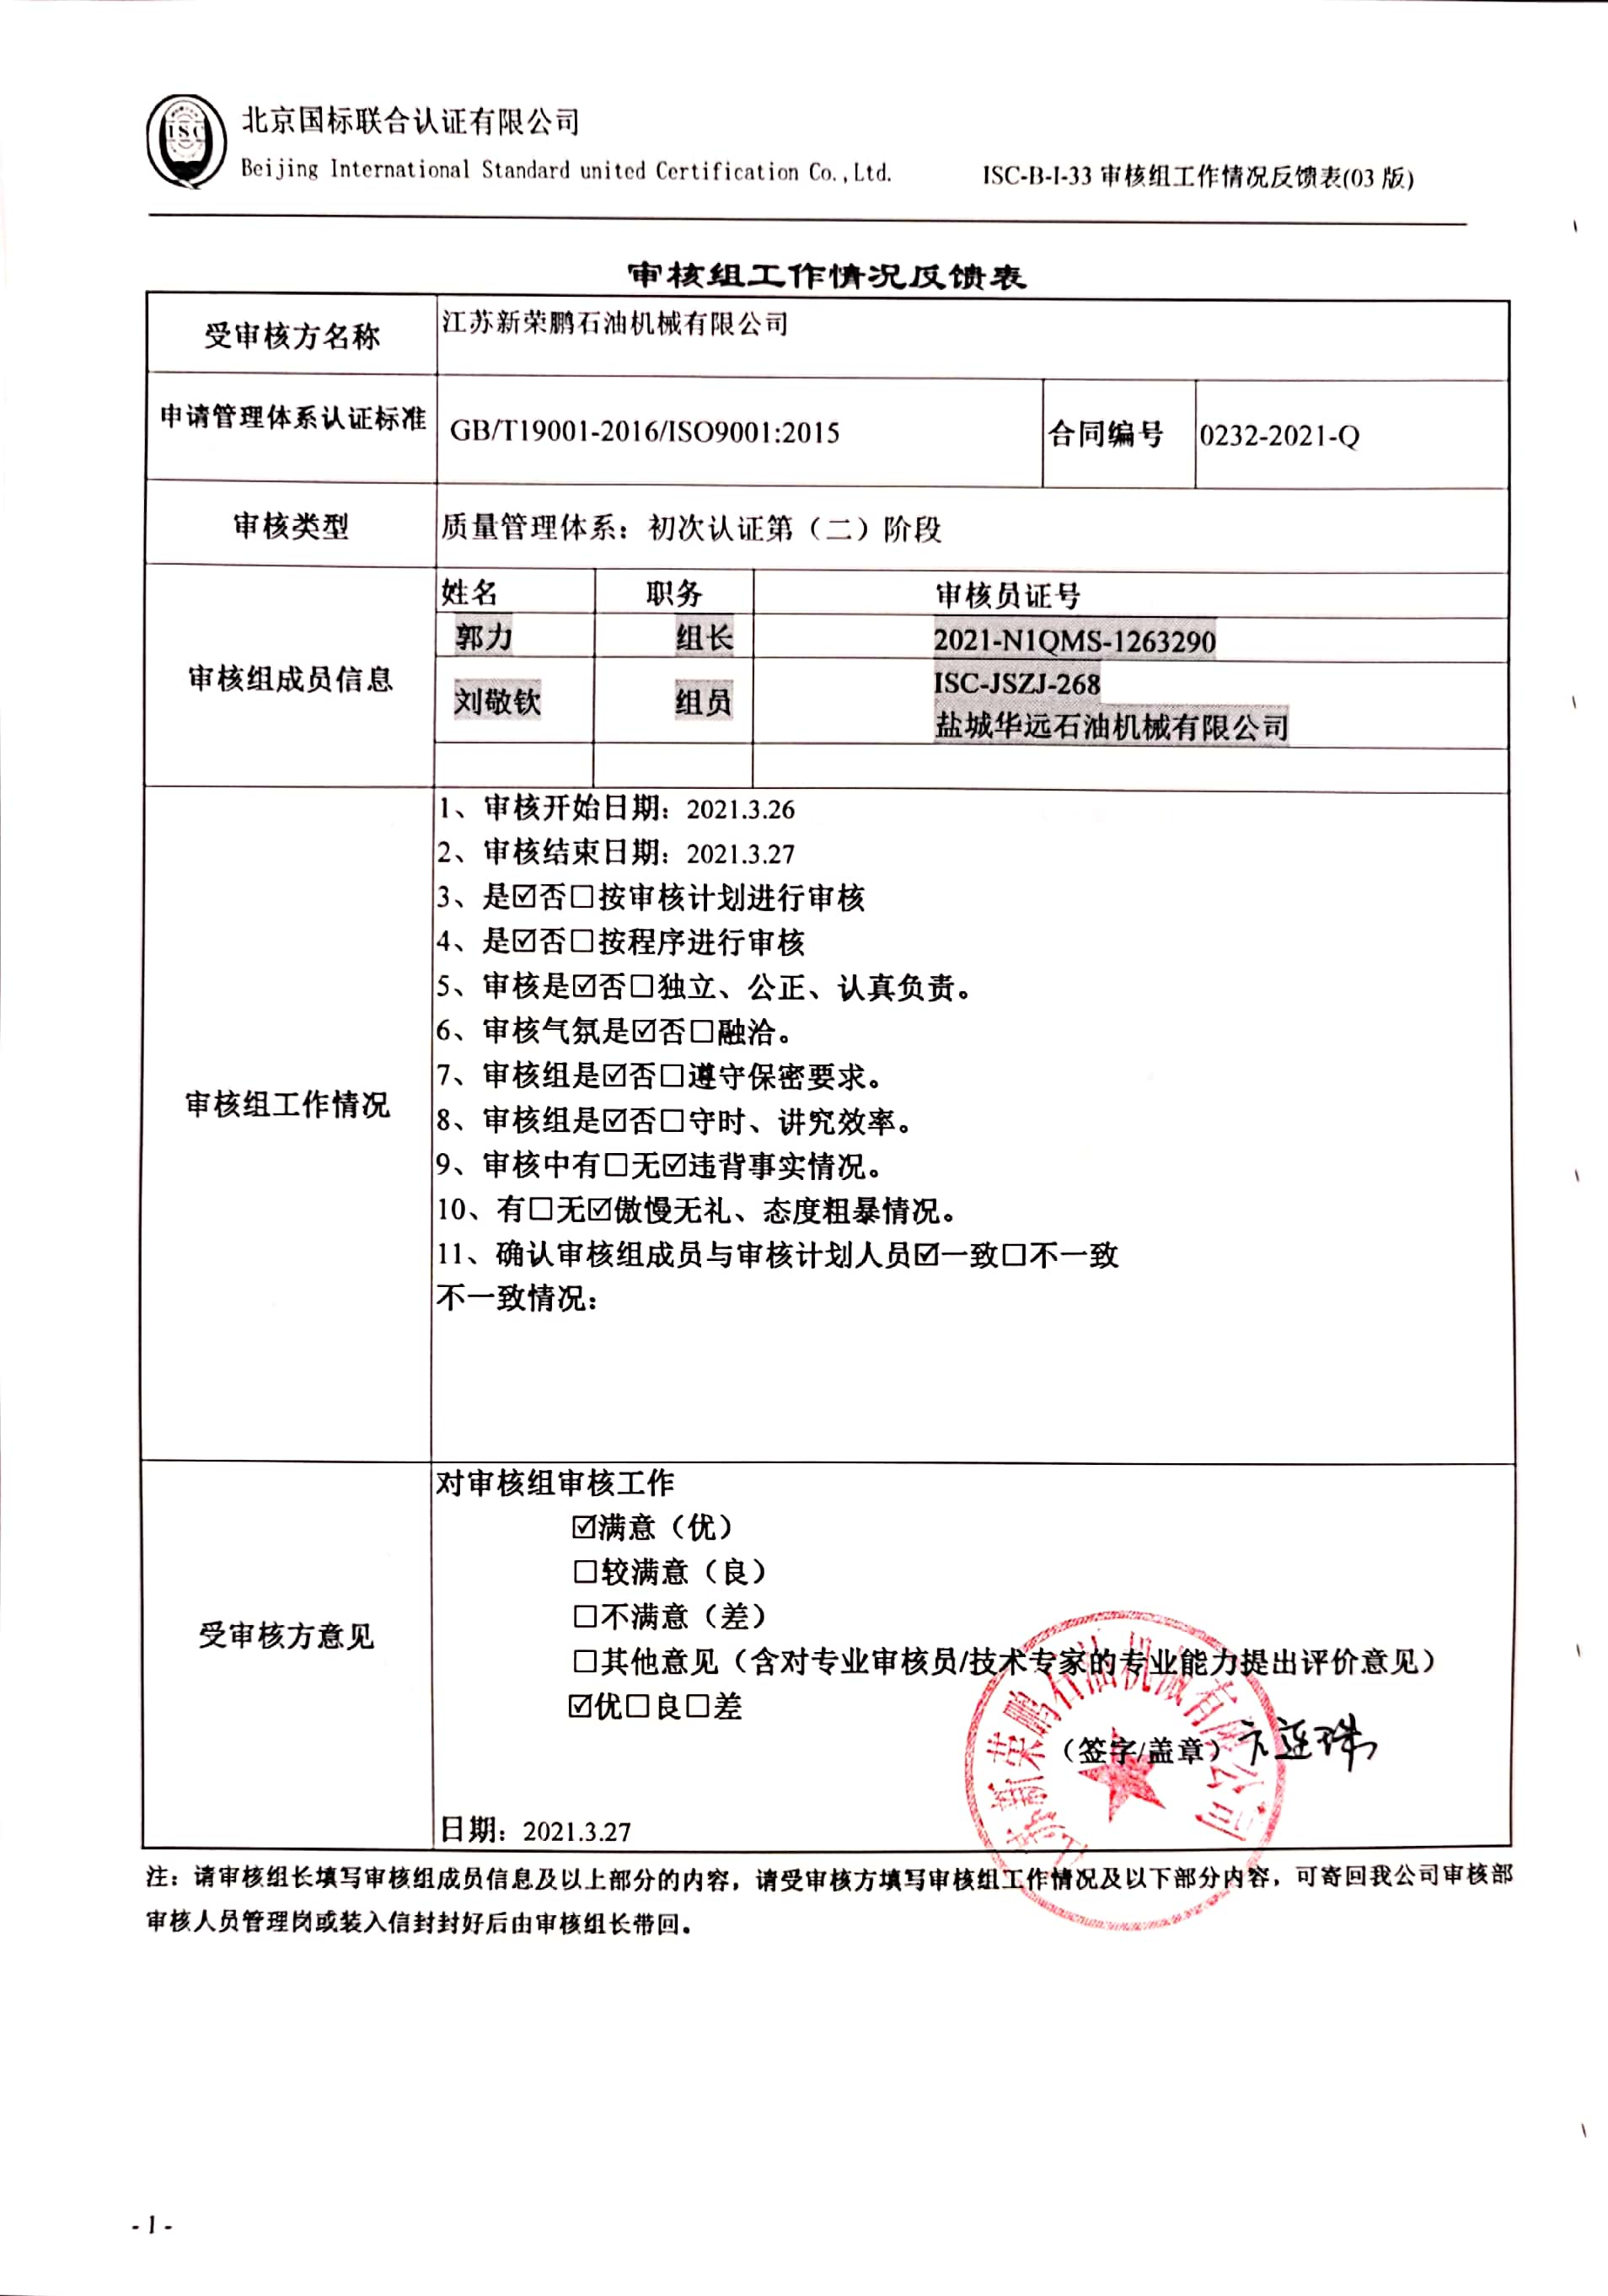 ISC
北京国标联合认证有限公司
Beijing International Standard united Certification Co.,Ltd.
ISC-B-I-33 审核组工作情况反馈表(03 版)
审核组工作情况反馈表
受审核方名称 江苏新荣鹏石油机械有限公司
申请管理体系认证标准 GB/T19001-2016/ISO9001:2015 合同编号 0232-2021-Q
审核类型 质量管理体系：初次认证第（二）阶段
审核组成员信息
姓名 职务 审核员证号
郭力 组长 2021-N1QMS-1263290
刘敬钦 组员 ISC-JSZJ-268
盐城华远石油机械有限公司
审核组工作情况
1、审核开始日期：2021.3.26
2、审核结束日期：2021.3.27
3、是☑否□按审核计划进行审核
4、是☑否□按程序进行审核
5、审核是☑否□独立、公正、认真负责。
6、审核气氛是☑否□融洽。
7、审核组是☑否□遵守保密要求。
8、审核组是☑否□守时、讲究效率。
9、审核中有□无☑违背事实情况。
10、有□无☑傲慢无礼、态度粗暴情况。
11、确认审核组成员与审核计划人员☑一致□不一致
不一致情况：
受审核方意见
对审核组审核工作
☑满意（优）
□较满意（良）
□不满意（差）
□其他意见（含对专业审核员/技术专家的专业能力提出评价意见）
☑优□良□差
（签字/盖章）
江苏新荣鹏石油机械有限公司
日期：2021.3.27
注：请审核组长填写审核组成员信息及以上部分的内容，请受审核方填写审核组工作情况及以下部分内容，可寄回我公司审核部
审核人员管理岗或装入信封封好后由审核组长带回。
- 1 -